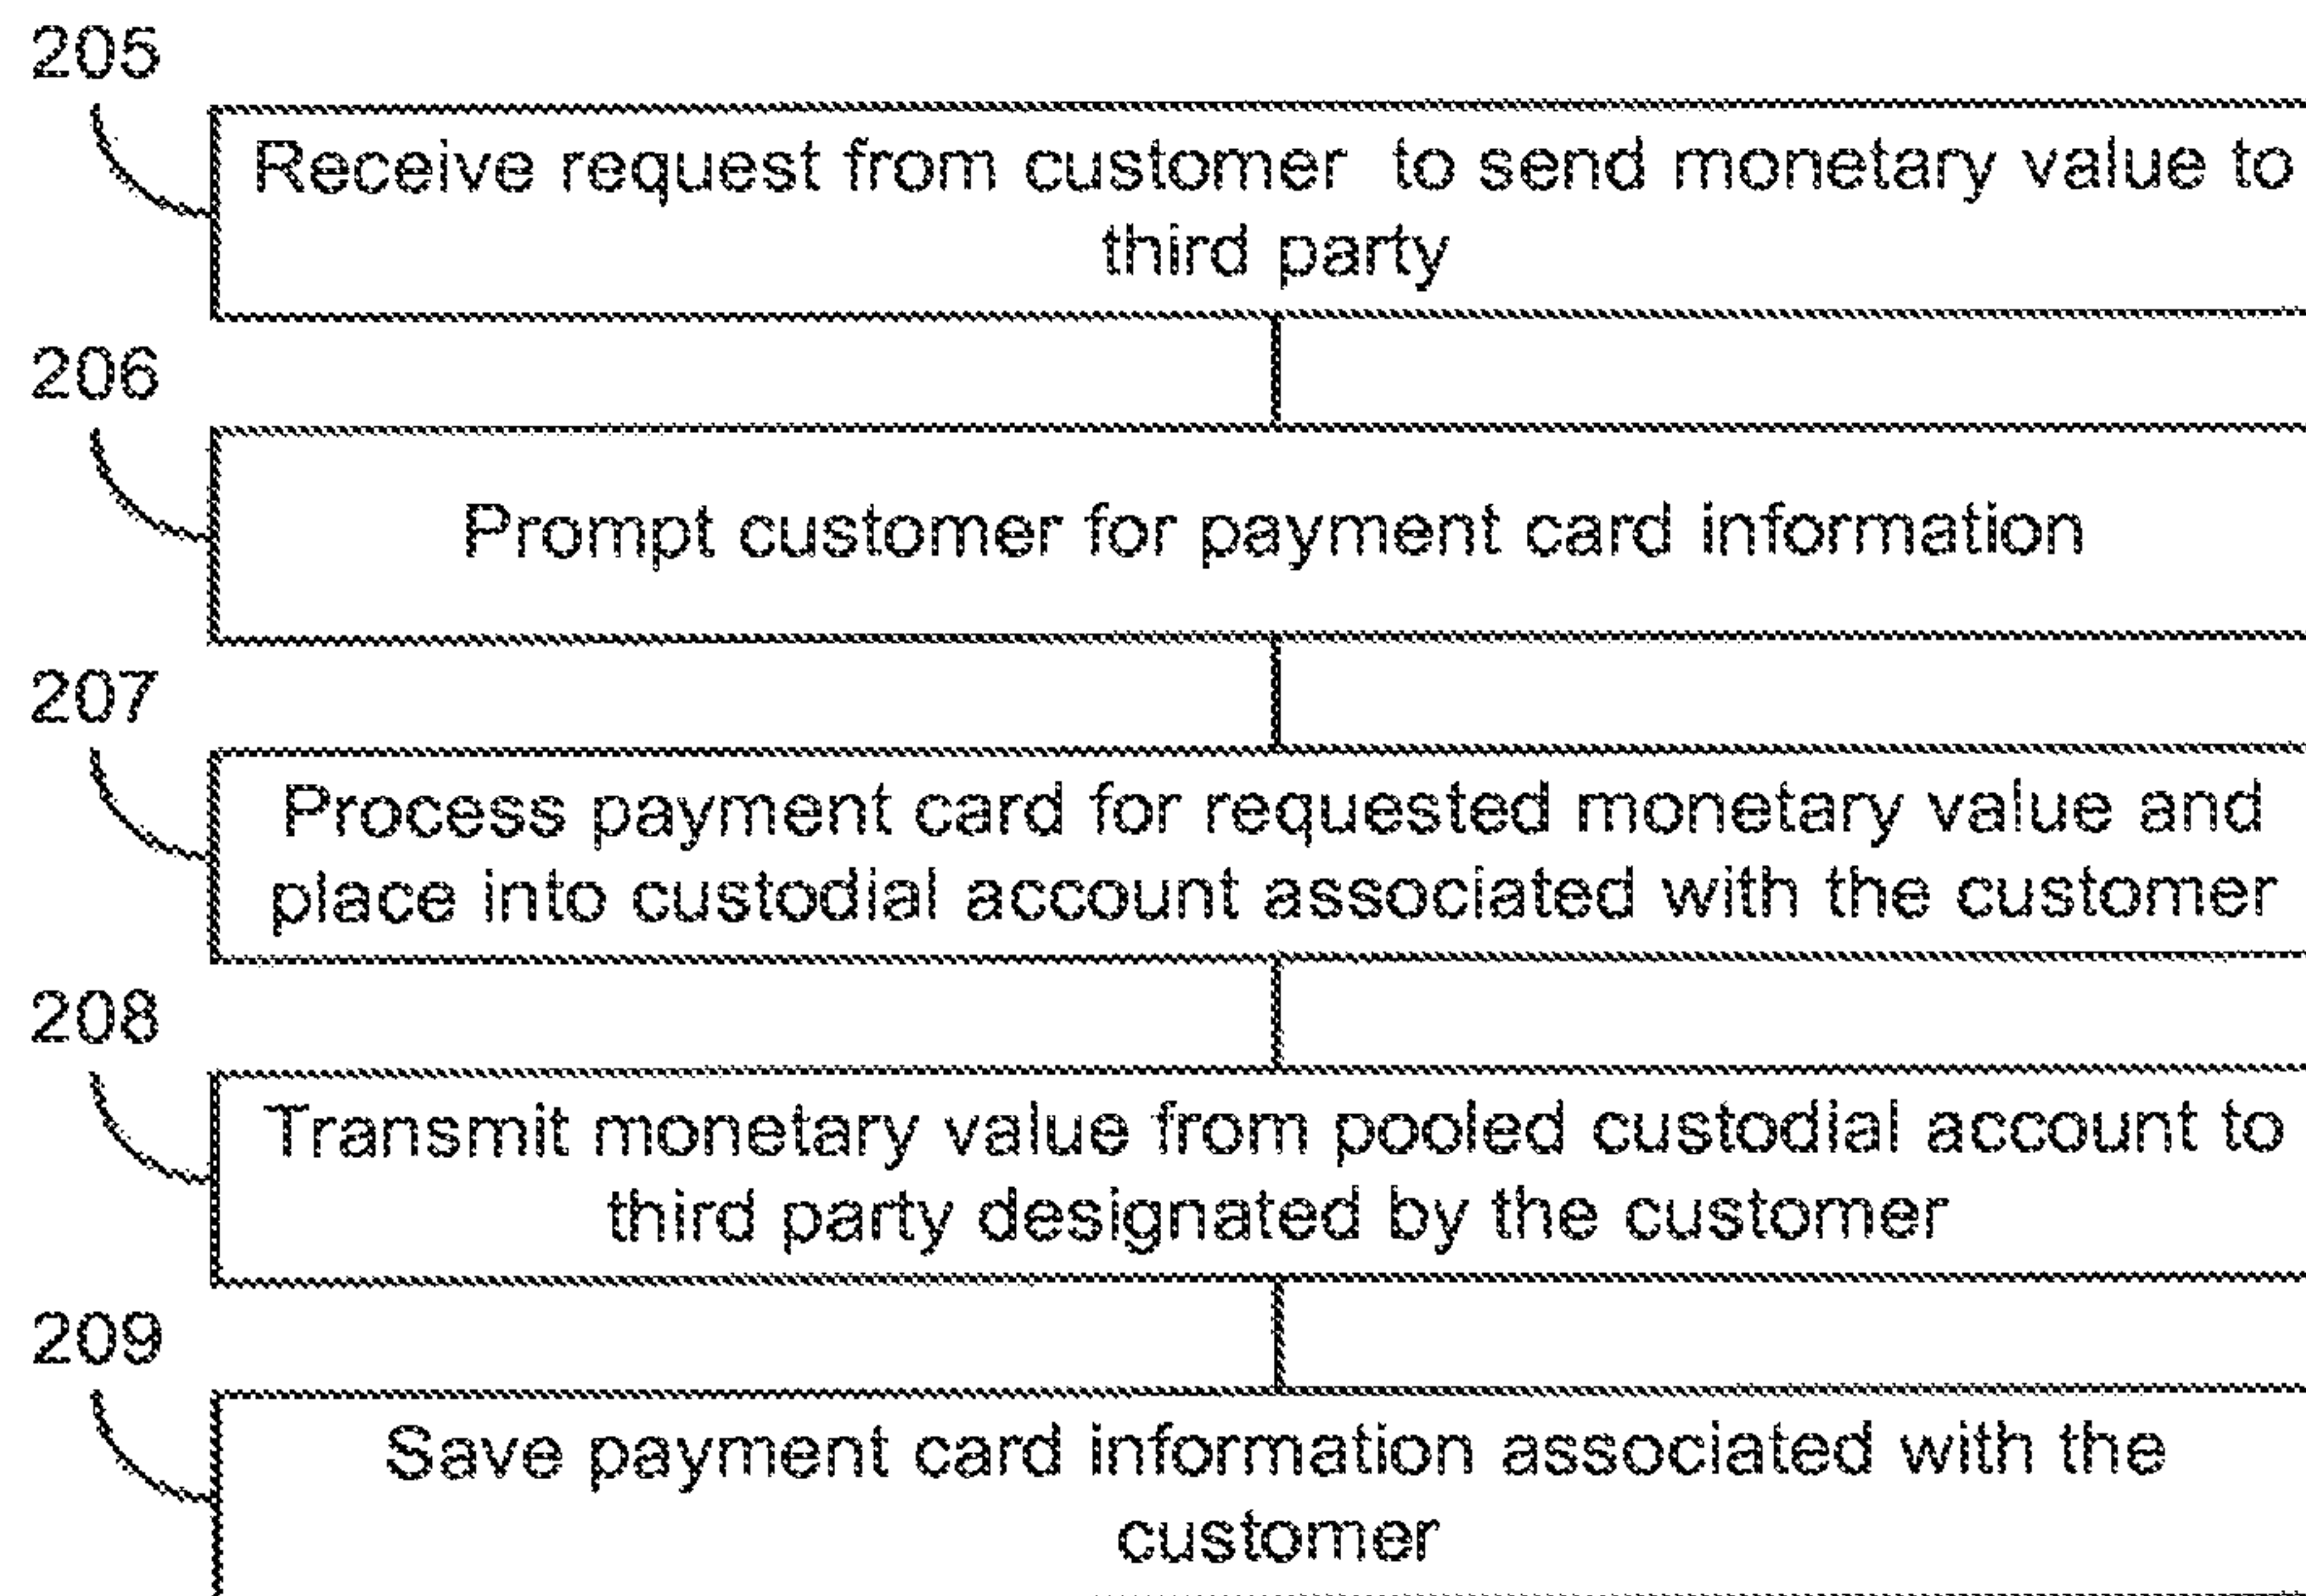 205
Receive request from customer to send monetary value to
third party
206
Prompt customer for payment card information
207
Process payment card for requested monetary value and
place into custodial account associated with the customer
208
Transmit monetary value from pooled custodial account to
third party designated by the customer
209
Save payment card information associated with the
customer